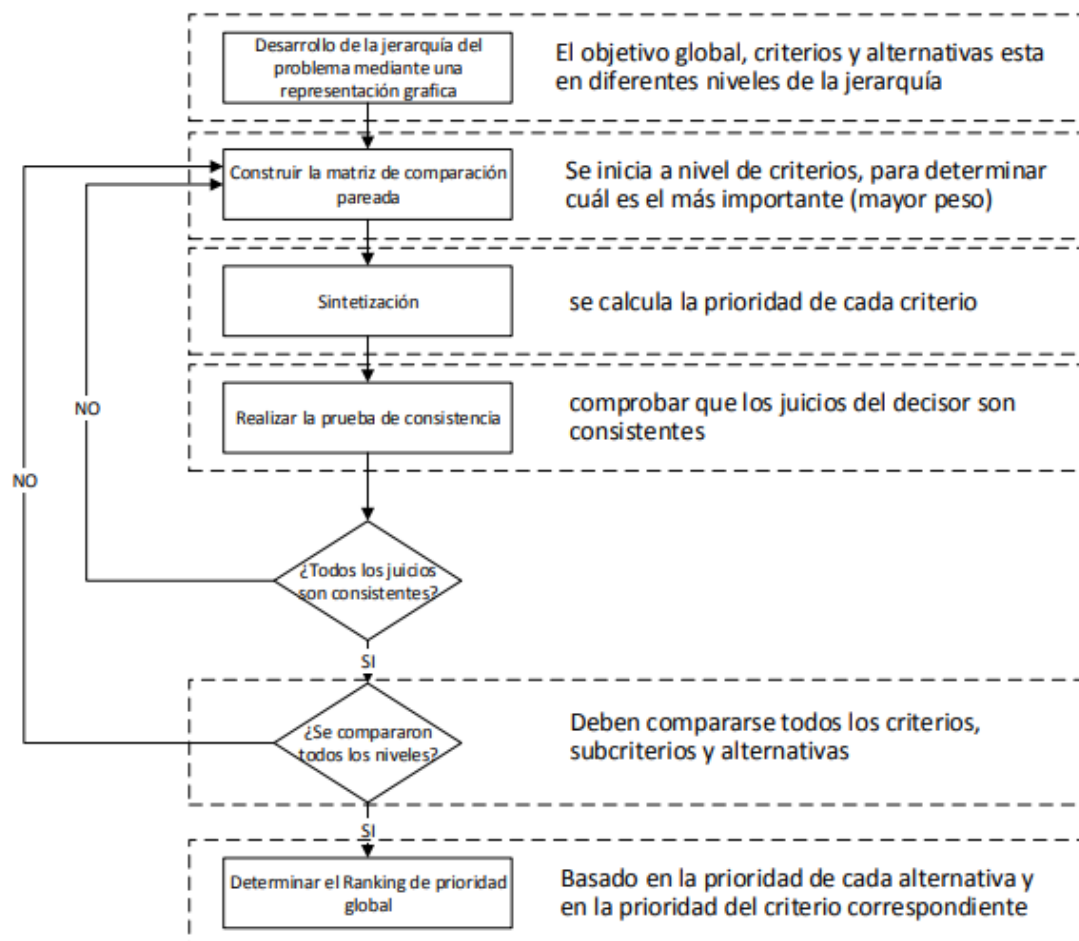 Desarrollo de la jerarquía del
problema mediante una
representación grafica
El objetivo global, criterios y alternativas esta
en diferentes niveles de la jerarquía
Construir la matriz de comparación
pareada
Se inicia a nivel de criterios, para determinar
cuál es el más importante (mayor peso)
Sintetización
se calcula la prioridad de cada criterio
Realizar la prueba de consistencia
comprobar que los juicios del decisor son
consistentes
NO
NO
¿Todos los juicios
son consistentes?
SI
¿Se compararon
todos los niveles?
Deben compararse todos los criterios,
subcriterios y alternativas
SI
Determinar el Ranking de prioridad
global
Basado en la prioridad de cada alternativa y
en la prioridad del criterio correspondiente